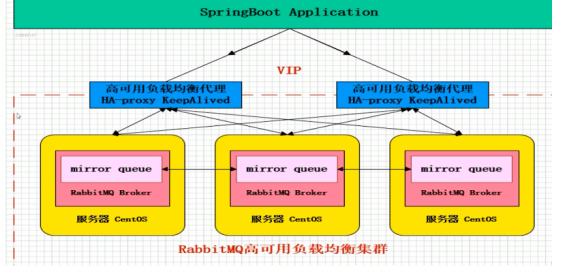 SpringBoot Application
VIP
高可用负载均衡代理
HA-proxy KeepAlived
高可用负载均衡代理
HA-proxy KeepAlived
mirror queue
RabbitMQ Broker
服务器 CentOS
mirror queue
RabbitMQ Broker
服务器 CentOS
mirror queue
RabbitMQ Broker
服务器 CentOS
RabbitMQ高可用负载均衡集群